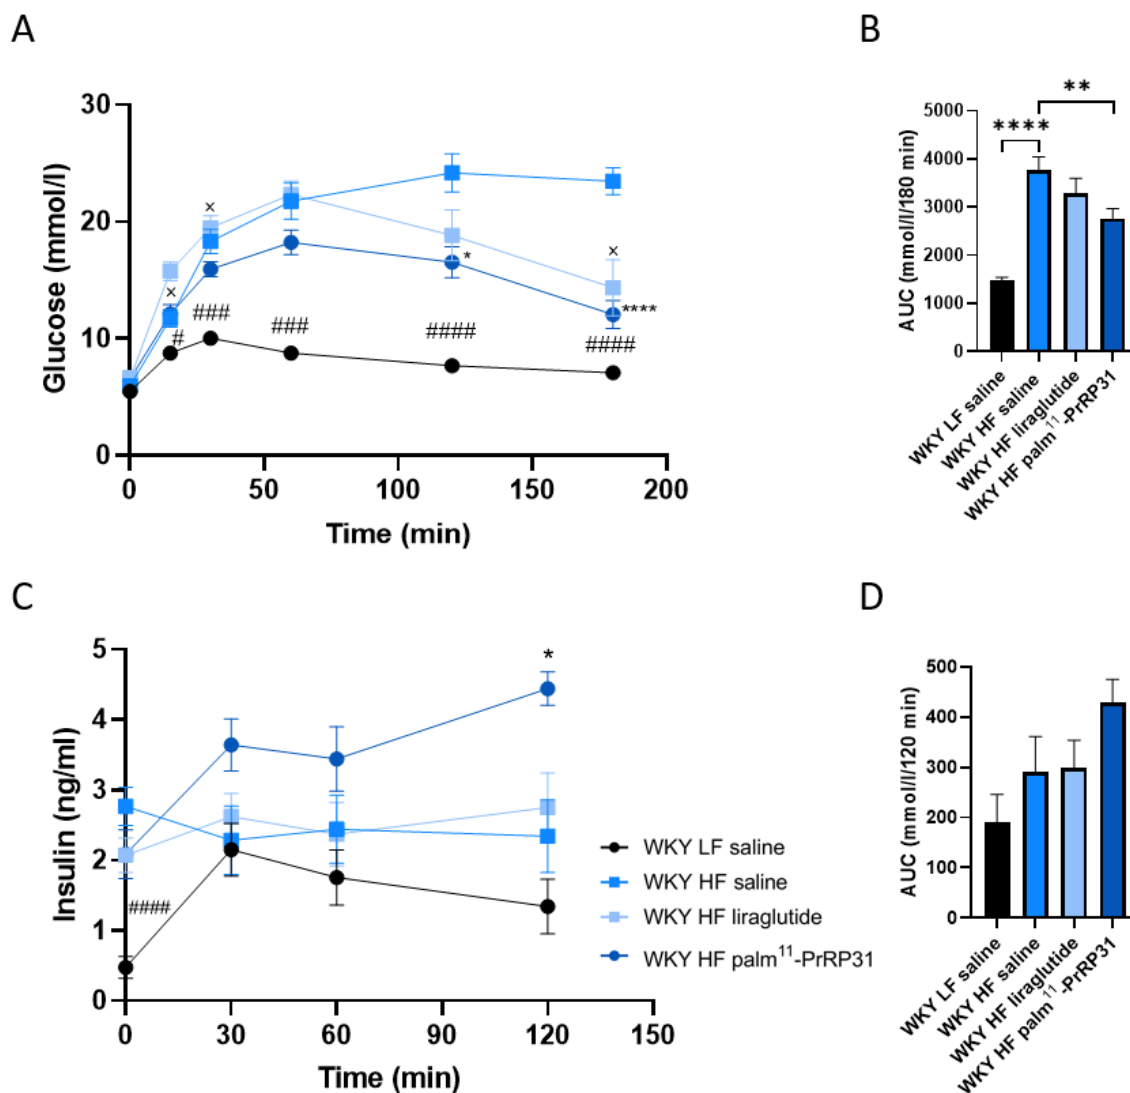 A
B
Glucose (mmol/l)
30
20
10
0
×
×
×
#
###
###
####
####
*
****
0
50
100
150
200
Time (min)
AUC (mmol/l/180 min)
5000
4000
3000
2000
1000
0
****
**
WKY LF saline
WKY HF saline
WKY HF liraglutide
WKY HF palm¹¹-PrRP31
C
D
Insulin (ng/ml)
5
4
3
2
1
0
####
*
0
30
60
90
120
150
Time (min)
WKY LF saline
WKY HF saline
WKY HF liraglutide
WKY HF palm¹¹-PrRP31
AUC (mmol/l/120 min)
500
400
300
200
100
0
WKY LF saline
WKY HF saline
WKY HF liraglutide
WKY HF palm¹¹-PrRP31